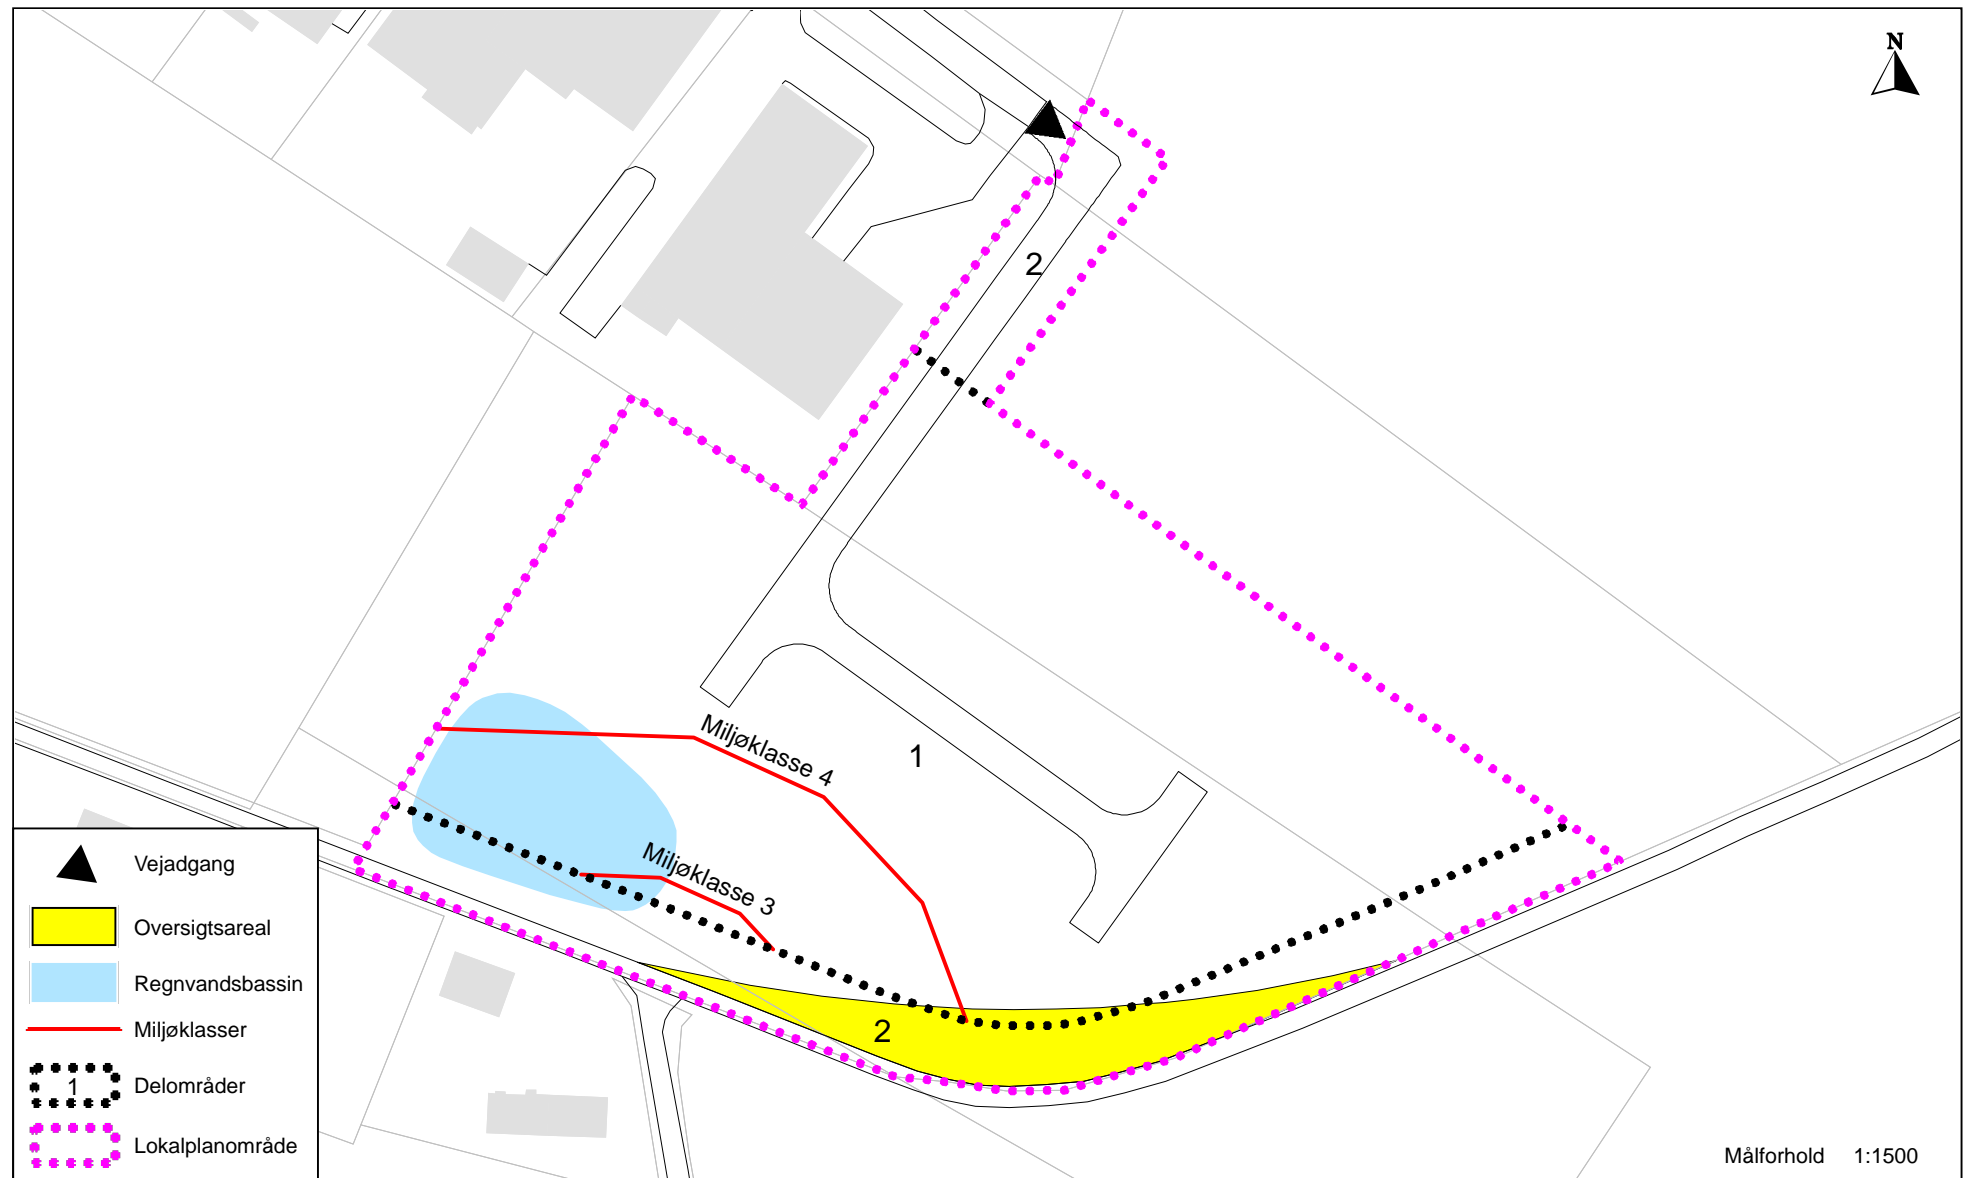 N
2
Miljøklasse 4
1
Miljøklasse 3
2
Vejadgang
Oversigtsareal
Regnvandsbassin
Miljøklasser
1
Delområder
Lokalplanområde
Målforhold 1:1500